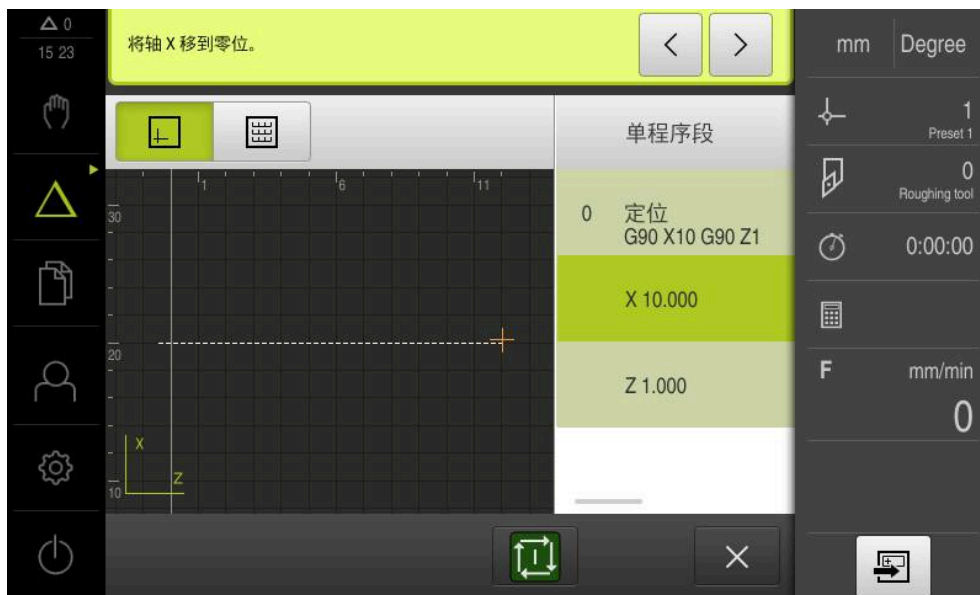 0
15 23
将轴 X 移到零位。
mm
Degree
1
Preset 1
0
Roughing tool
0:00:00
F
mm/min
0
单程序段
0
定位
G90 X10 G90 Z1
X 10.000
Z 1.000
1
6
11
30
20
10
X
Z